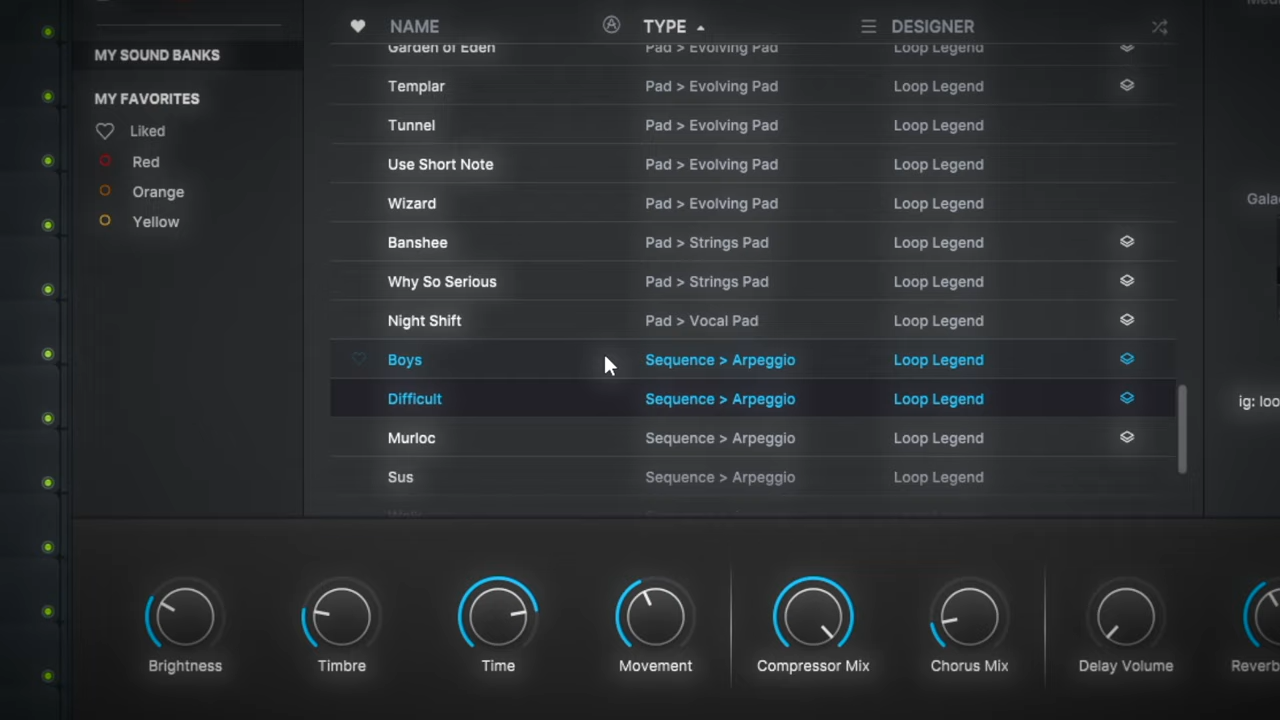 NAME TYPE DESIGNER
Garden of Eden Pad > Evolving Pad Loop Legend
Templar Pad > Evolving Pad Loop Legend
Tunnel Pad > Evolving Pad Loop Legend
Use Short Note Pad > Evolving Pad Loop Legend
Wizard Pad > Evolving Pad Loop Legend
Banshee Pad > Strings Pad Loop Legend
Why So Serious Pad > Strings Pad Loop Legend
Night Shift Pad > Vocal Pad Loop Legend
Boys Sequence > Arpeggio Loop Legend
Difficult Sequence > Arpeggio Loop Legend
Murloc Sequence > Arpeggio Loop Legend
Sus Sequence > Arpeggio Loop Legend
MY SOUND BANKS
MY FAVORITES
Liked
Red
Orange
Yellow
Gala
ig: loo
Brightness Timbre Time Movement Compressor Mix Chorus Mix Delay Volume Reverb